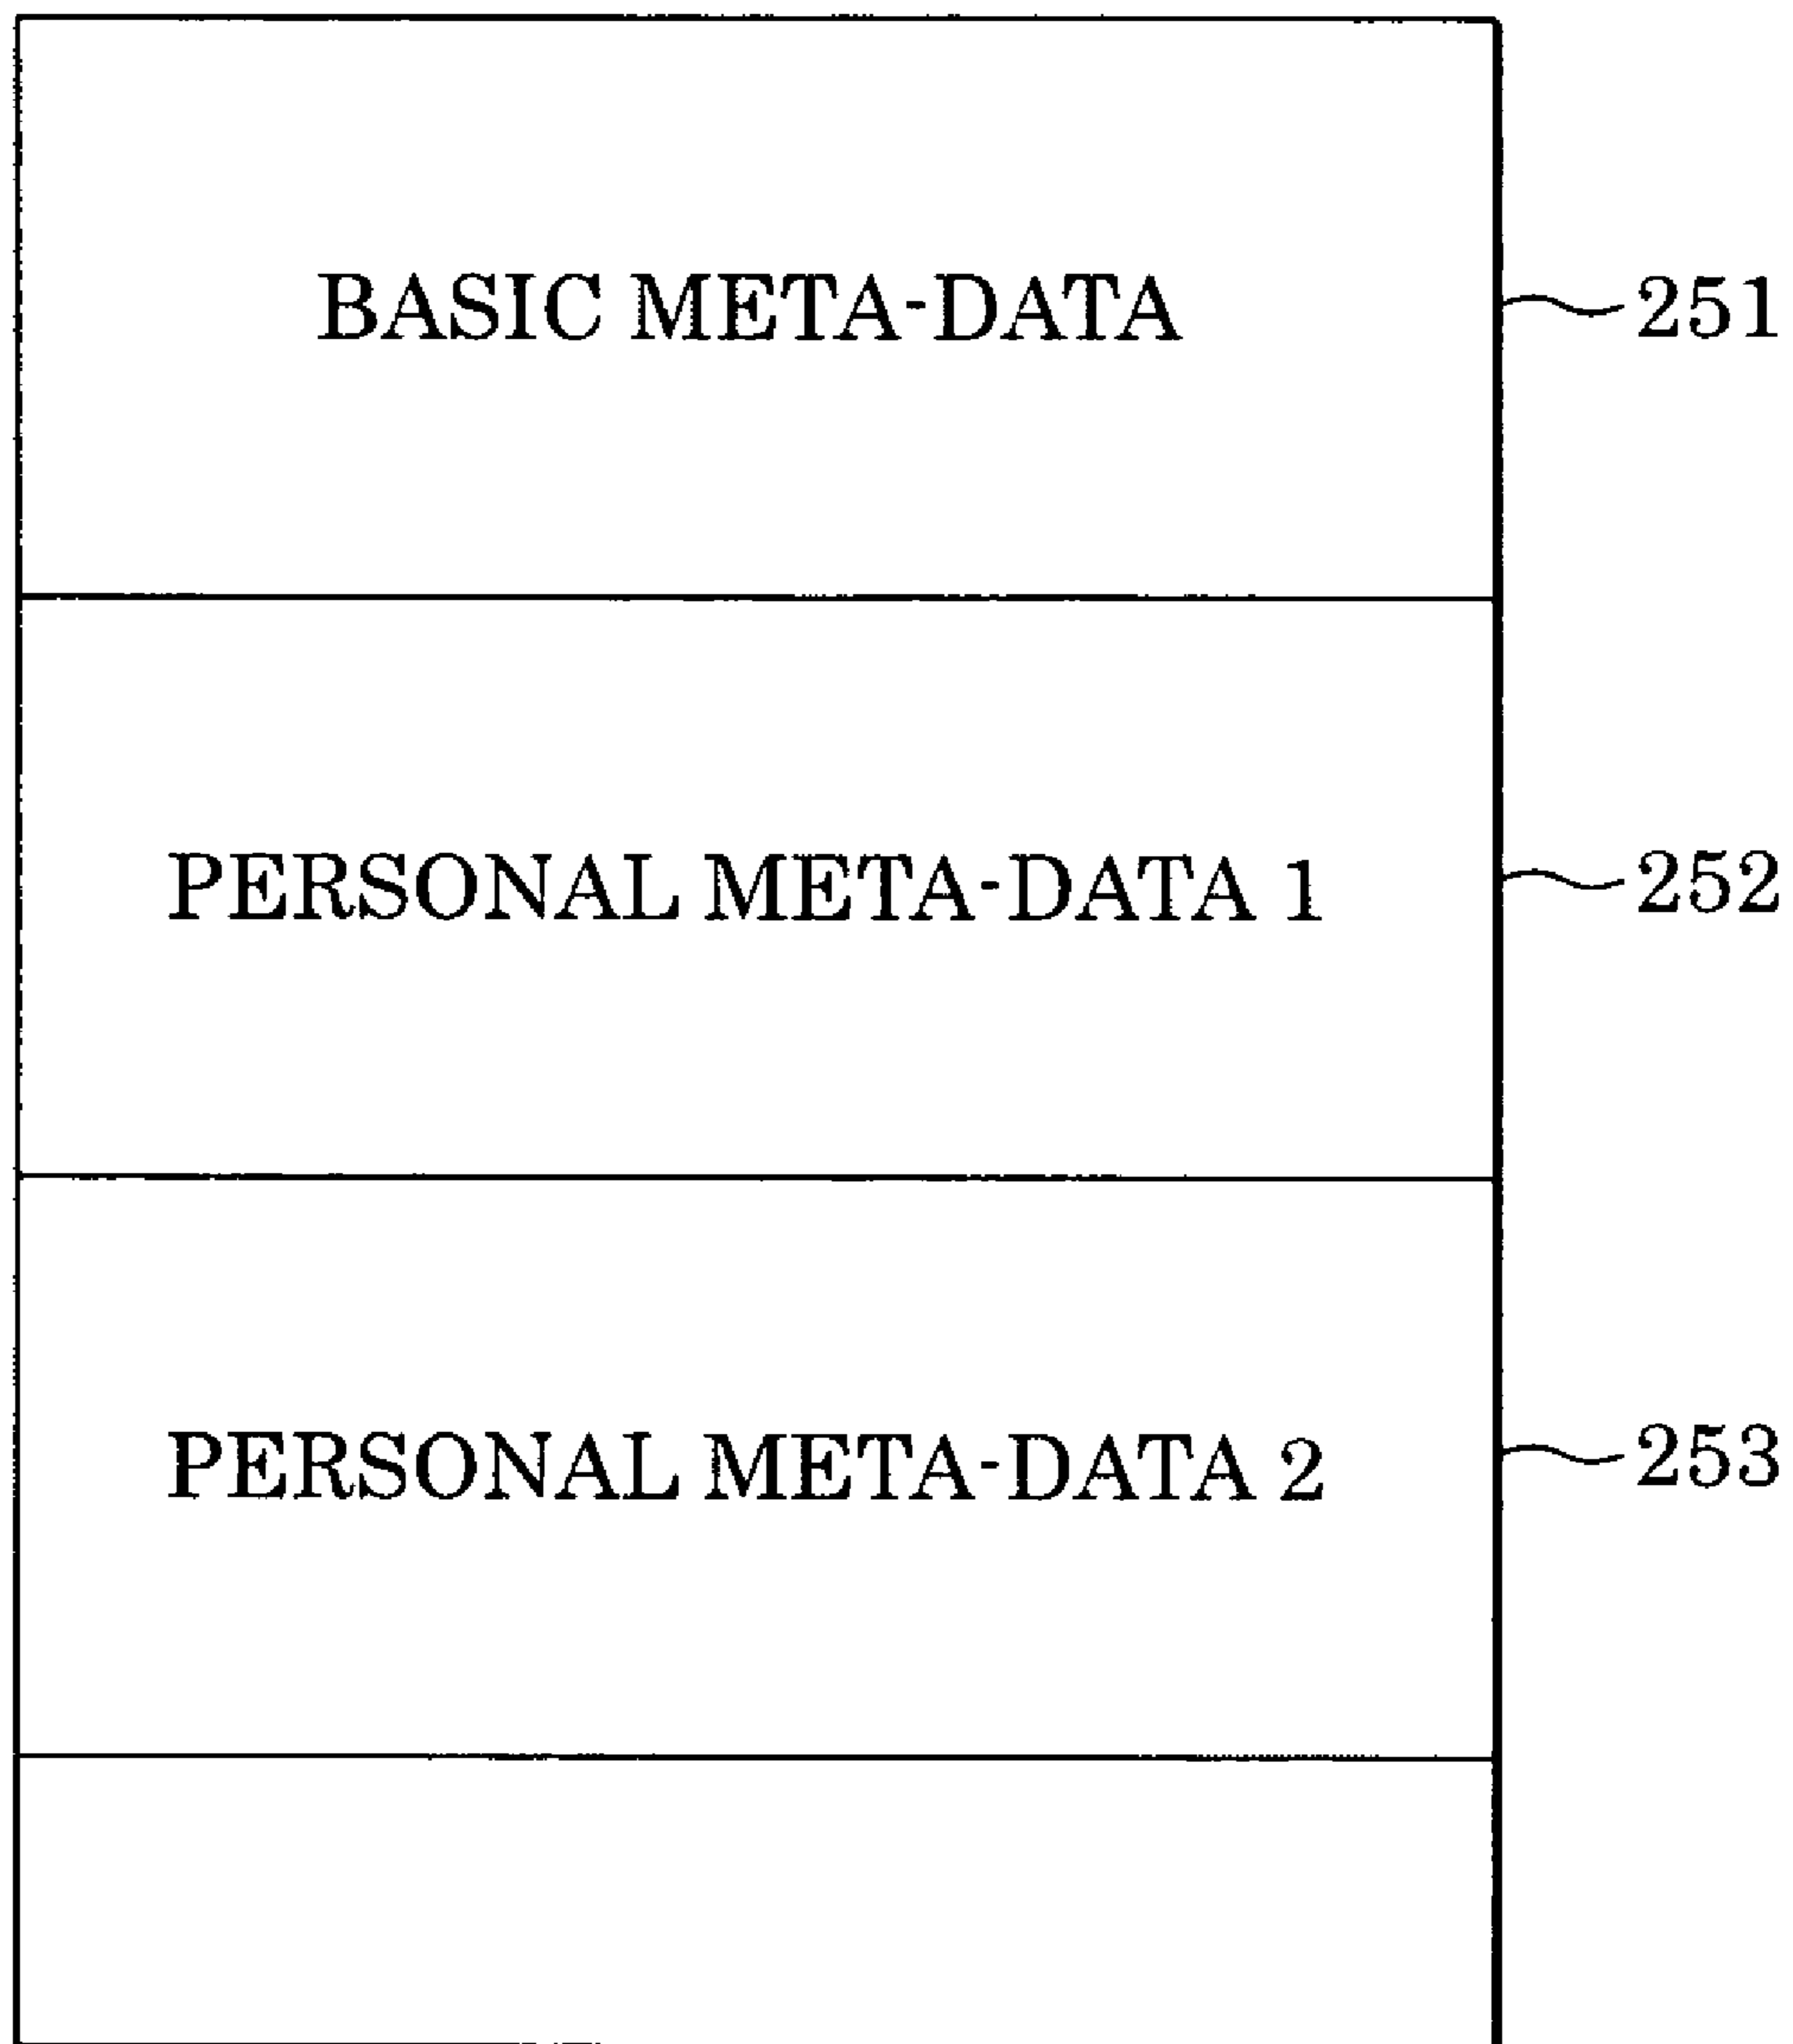 BASIC META-DATA 251
PERSONAL META-DATA 1 252
PERSONAL META-DATA 2 253